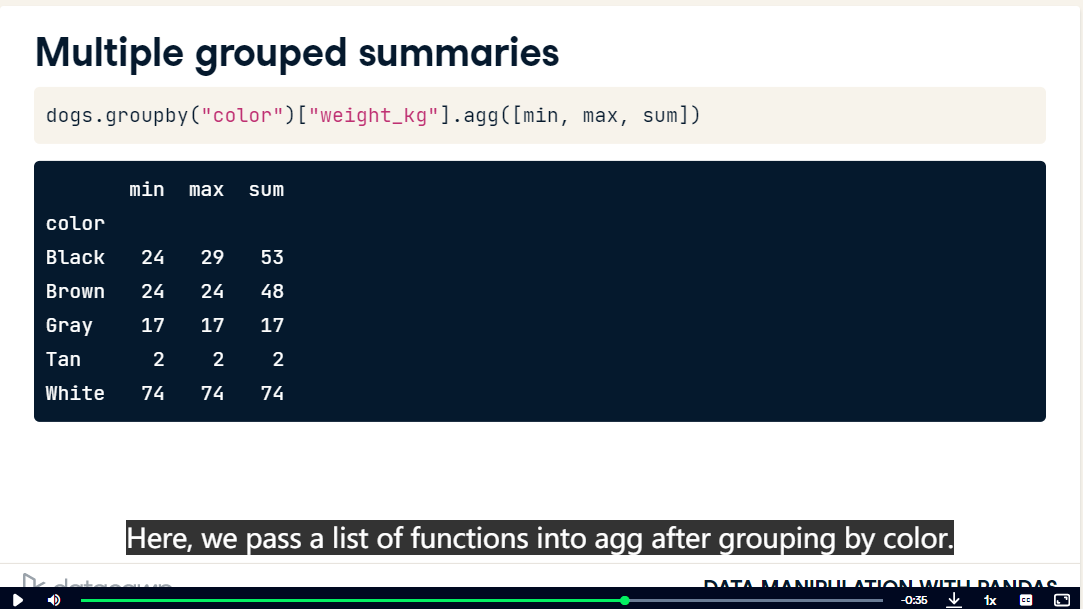 Multiple grouped summaries
dogs.groupby("color")["weight_kg"].agg([min, max, sum])
min max sum
color
Black 24 29 53
Brown 24 24 48
Gray 17 17 17
Tan 2 2 2
White 74 74 74
Here, we pass a list of functions into agg after grouping by color.
datacamp
DATA MANIPULATION WITH PANDAS
-0:35
1x
CC